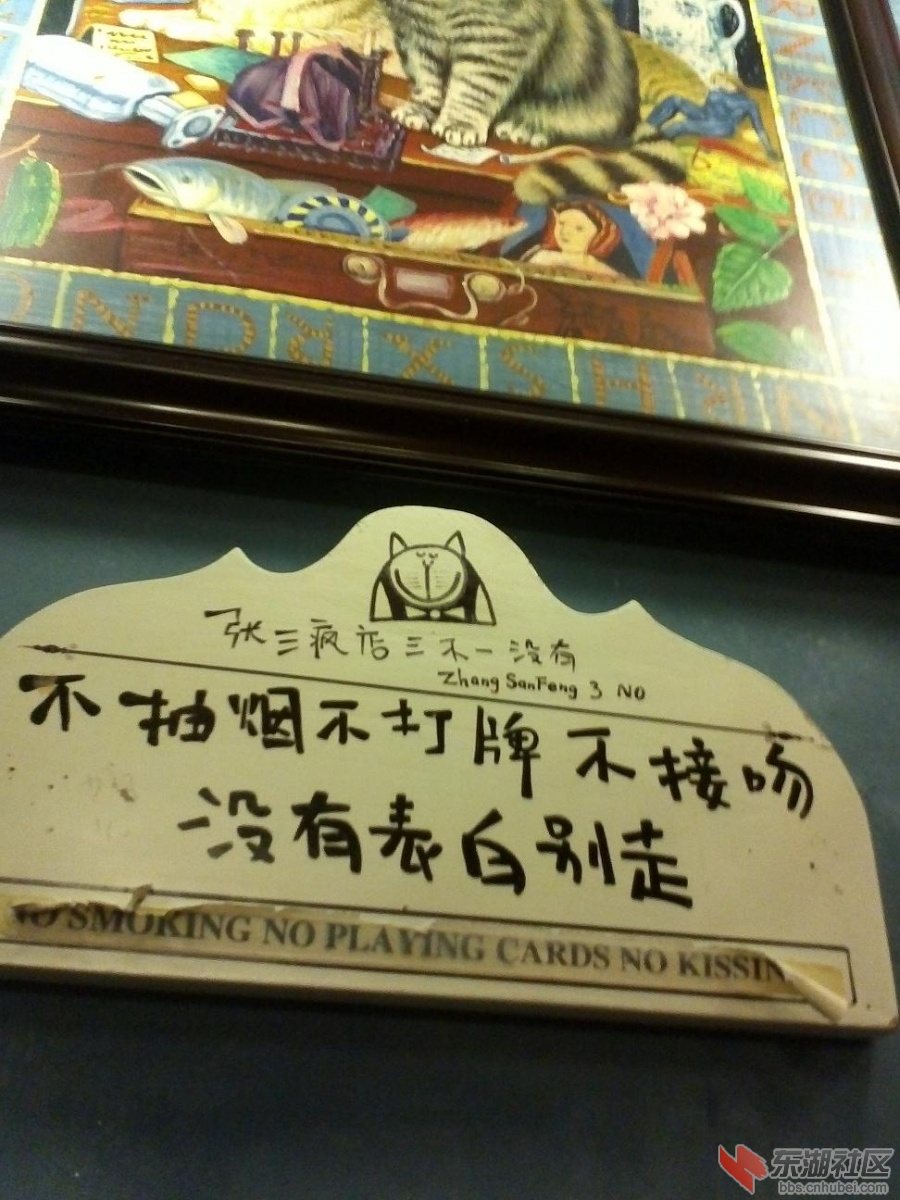 张三疯店三不一没有
Zhang SanFeng 3 NO
不抽烟不打牌不接吻
没有表白别走
NO SMOKING NO PLAYING CARDS NO KISSIN
东湖社区
bbs.cnhubei.com